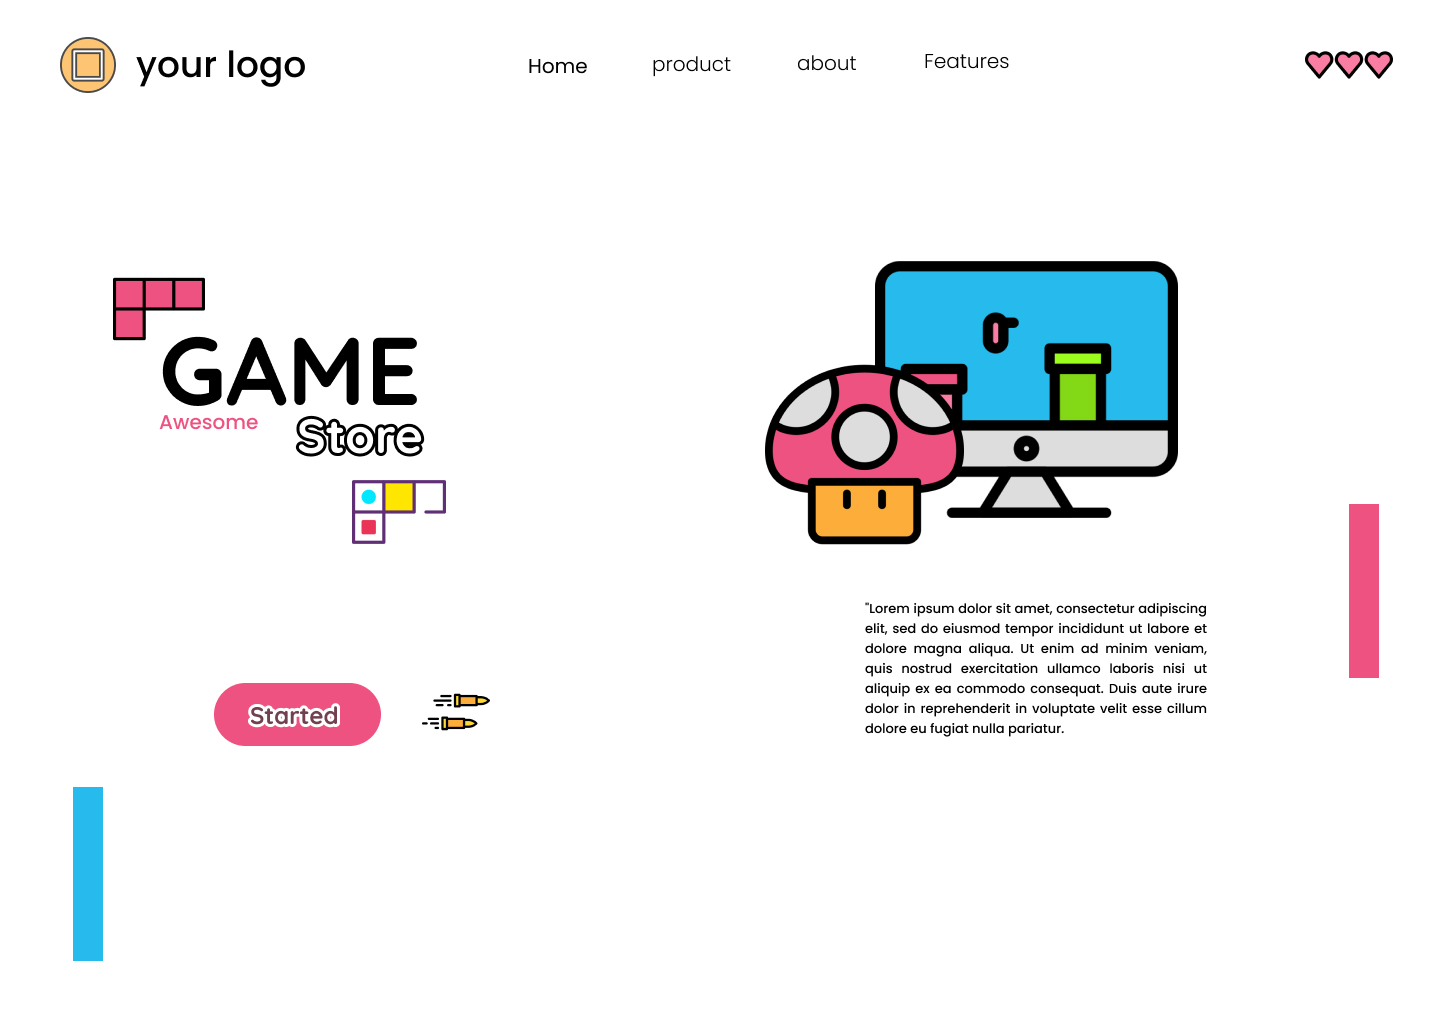 your logo
Home
product
about
Features
GAME
Awesome
Store
Started
"Lorem ipsum dolor sit amet, consectetur adipiscing
elit, sed do eiusmod tempor incididunt ut labore et
dolore magna aliqua. Ut enim ad minim veniam,
quis nostrud exercitation ullamco laboris nisi ut
aliquip ex ea commodo consequat. Duis aute irure
dolor in reprehenderit in voluptate velit esse cillum
dolore eu fugiat nulla pariatur.